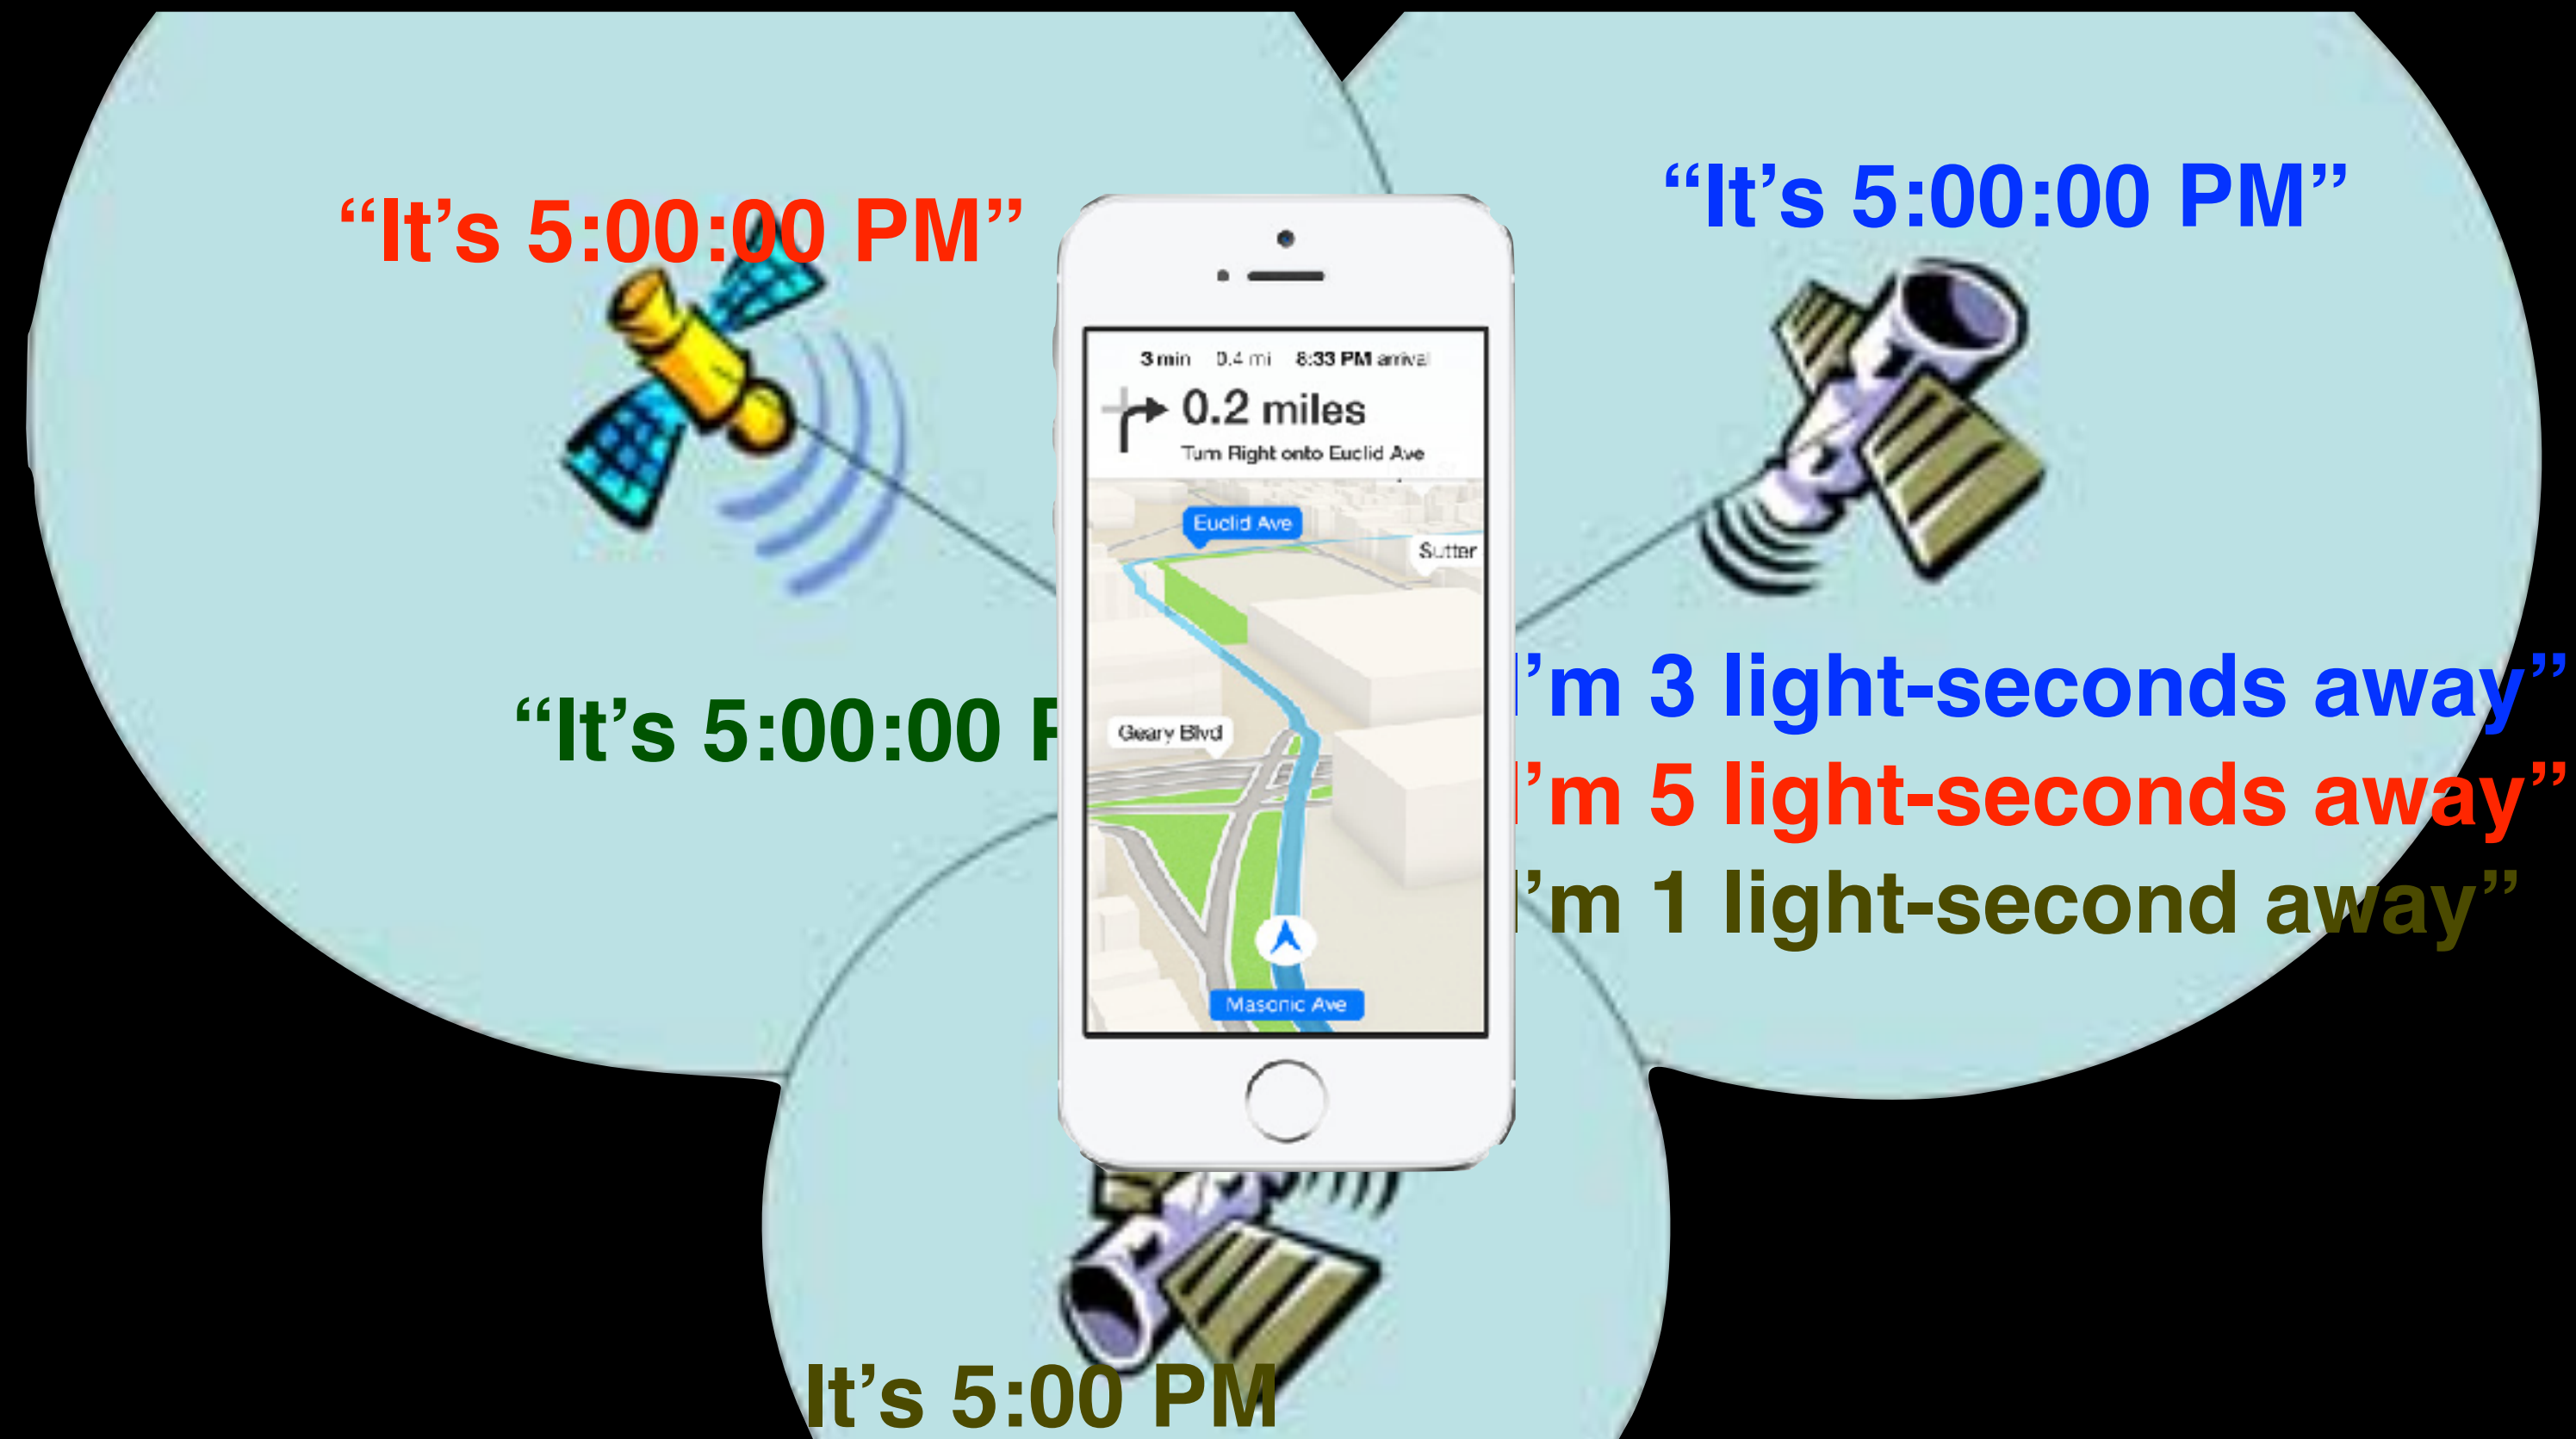 “It’s 5:00:00 PM”
“It’s 5:00:00 PM”
3 min 0.4 mi 8:33 PM arrival
0.2 miles
Turn Right onto Euclid Ave
Euclid Ave
Sutter
’m 3 light-seconds away”
“It’s 5:00:00
Geary Blvd
’m 5 light-seconds away”
’m 1 light-second away”
Masonic Ave
It’s 5:00 PM